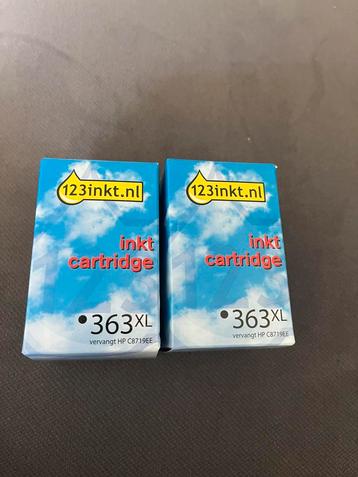 123inkt.nl
inkt
cartridge
363XL
vervangt HP C8719EE
123inkt.nl
inkt
cartridge
363XL
vervangt HP C8719EE